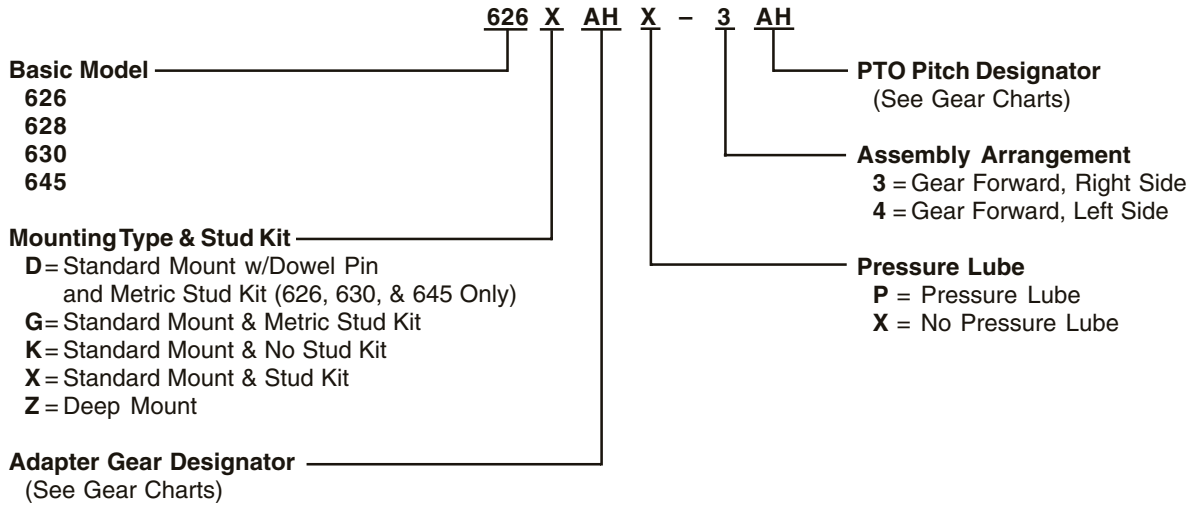 626 X AH X – 3 AH
Basic Model
626
628
630
645
Mounting Type & Stud Kit
D = Standard Mount w/Dowel Pin
and Metric Stud Kit (626, 630, & 645 Only)
G = Standard Mount & Metric Stud Kit
K = Standard Mount & No Stud Kit
X = Standard Mount & Stud Kit
Z = Deep Mount
Adapter Gear Designator
(See Gear Charts)
PTO Pitch Designator
(See Gear Charts)
Assembly Arrangement
3 = Gear Forward, Right Side
4 = Gear Forward, Left Side
Pressure Lube
P = Pressure Lube
X = No Pressure Lube